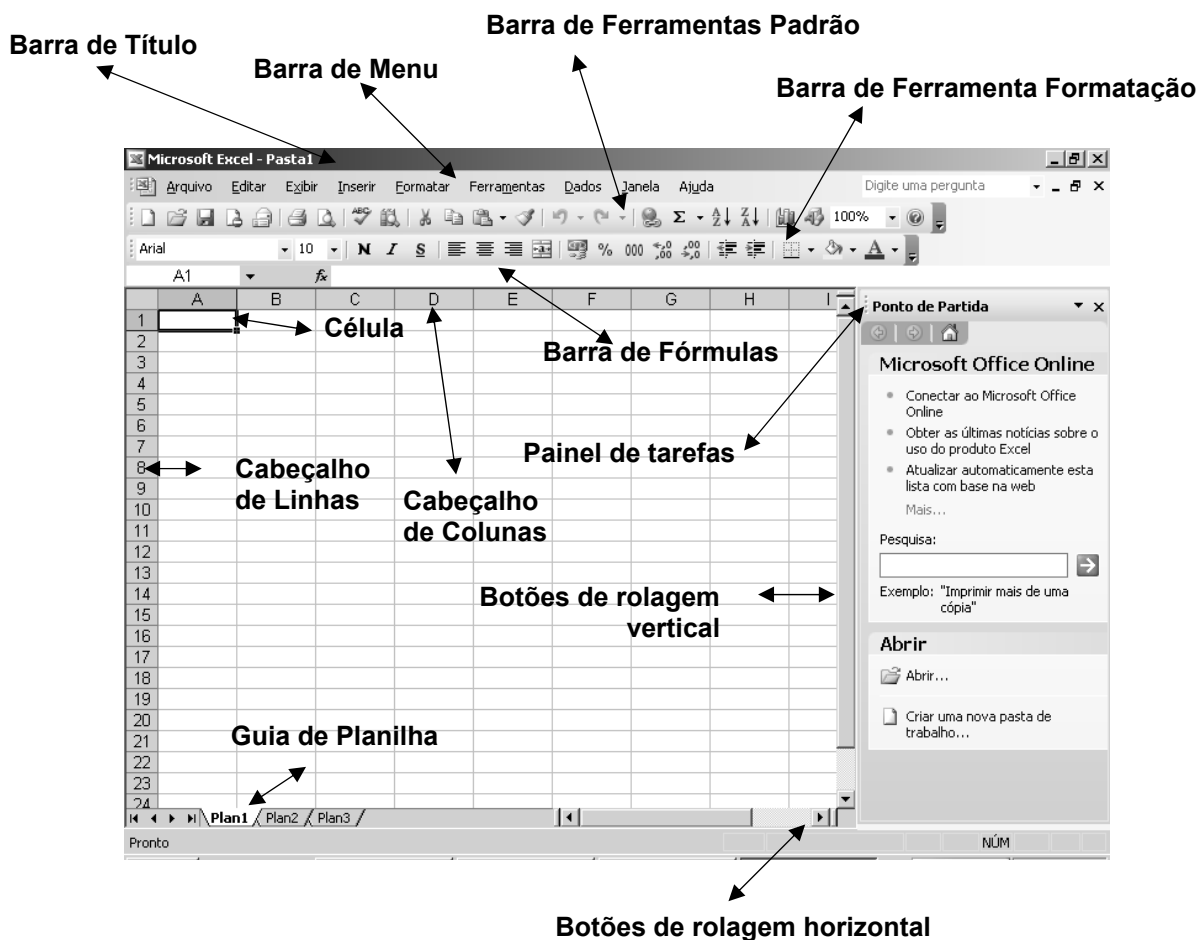 Barra de Ferramentas Padrão
Barra de Título
Barra de Menu
Barra de Ferramenta Formatação
Microsoft Excel - Pasta1
Arquivo Editar Exibir Inserir Formatar Ferramentas Dados Janela Ajuda Digite uma pergunta
ABC Σ A Z Z A 100%
Arial 10 N I S % 000 ,00 A
A1 fx
A B C D E F G H I
Ponto de Partida
1
Célula
2
Barra de Fórmulas
3
Microsoft Office Online
4
Conectar ao Microsoft Office
Online
5
6
Obter as últimas notícias sobre o
uso do produto Excel
7
Painel de tarefas
8
Cabeçalho
de Linhas
Atualizar automaticamente esta
lista com base na web
9
Cabeçalho
de Colunas
10
Mais...
11
Pesquisa:
12
13
14
Botões de rolagem
vertical
Exemplo: "Imprimir mais de uma
cópia"
15
16
Abrir
17
18
Abrir...
19
20
Criar uma nova pasta de
trabalho...
21
Guia de Planilha
22
23
24
Plan1 Plan2 Plan3
Pronto NÚM
Botões de rolagem horizontal